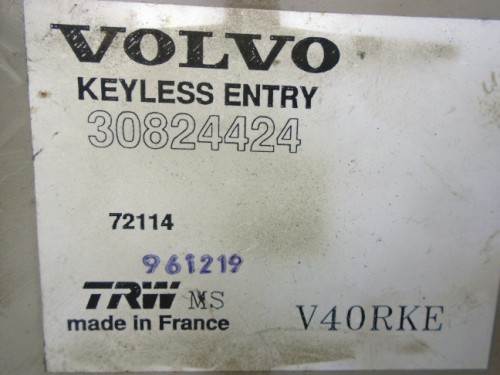 VOLVO
KEYLESS ENTRY
30824424
72114
961219
TRW MS
made in France V40RKE